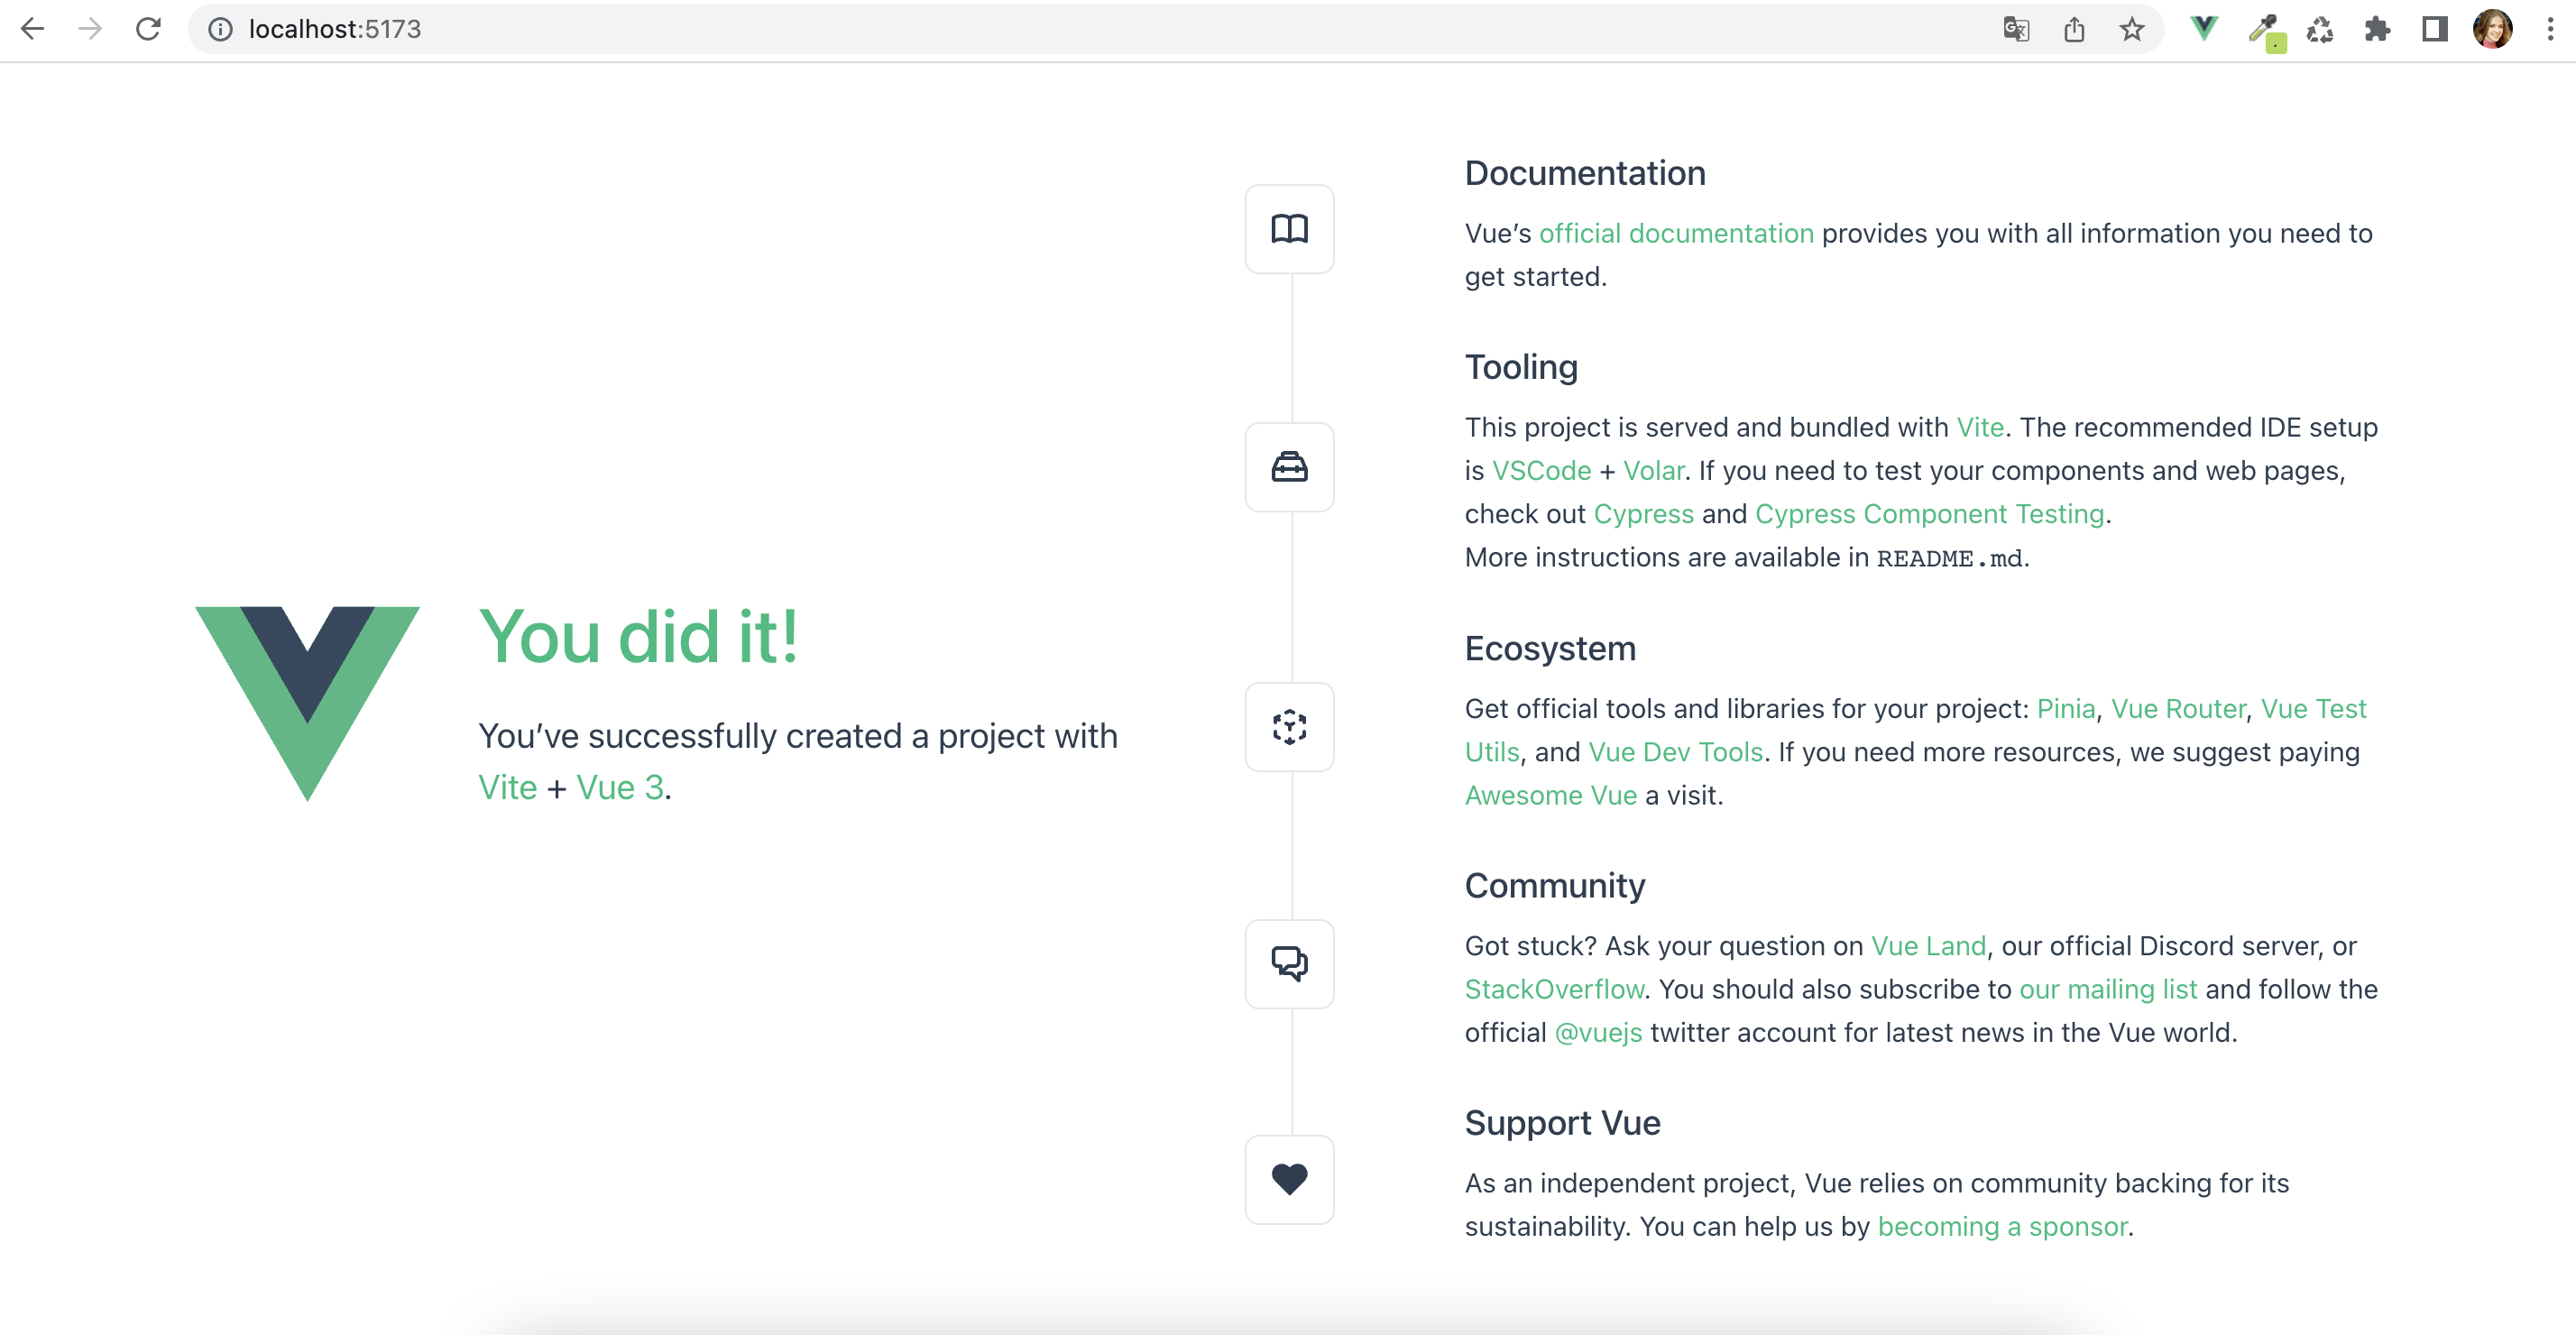 localhost:5173
You did it!
You’ve successfully created a project with
Vite + Vue 3.
Documentation
Vue’s official documentation provides you with all information you need to
get started.
Tooling
This project is served and bundled with Vite. The recommended IDE setup
is VSCode + Volar. If you need to test your components and web pages,
check out Cypress and Cypress Component Testing.
More instructions are available in README.md.
Ecosystem
Get official tools and libraries for your project: Pinia, Vue Router, Vue Test
Utils, and Vue Dev Tools. If you need more resources, we suggest paying
Awesome Vue a visit.
Community
Got stuck? Ask your question on Vue Land, our official Discord server, or
StackOverflow. You should also subscribe to our mailing list and follow the
official @vuejs twitter account for latest news in the Vue world.
Support Vue
As an independent project, Vue relies on community backing for its
sustainability. You can help us by becoming a sponsor.